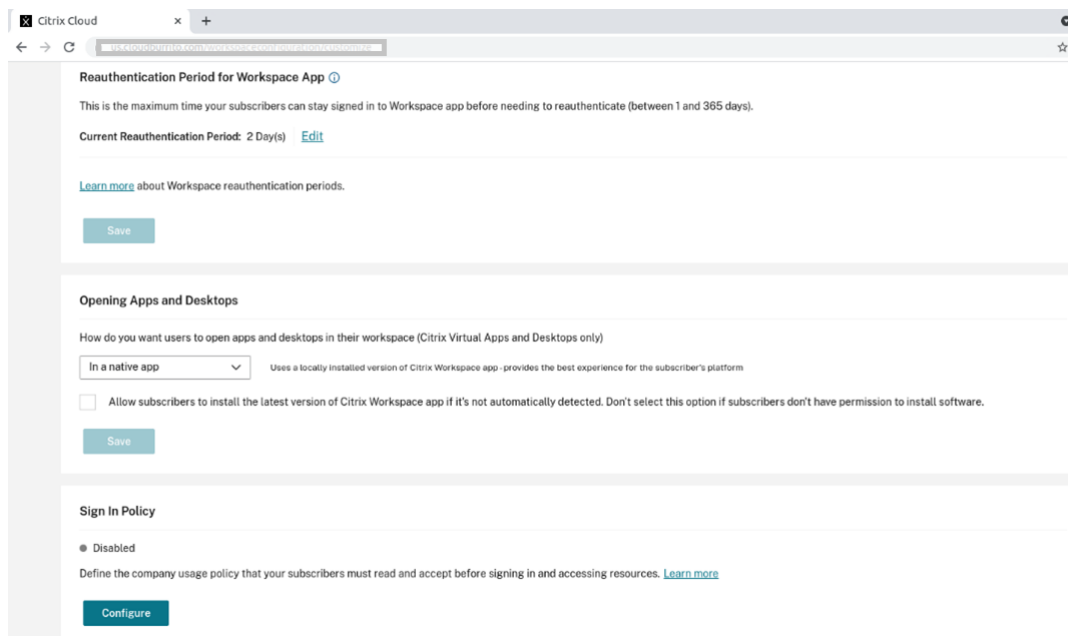 Citrix Cloud
Reauthentication Period for Workspace App
This is the maximum time your subscribers can stay signed in to Workspace app before needing to reauthenticate (between 1 and 365 days).
Current Reauthentication Period: 2 Day(s) Edit
Learn more about Workspace reauthentication periods.
Save
Opening Apps and Desktops
How do you want users to open apps and desktops in their workspace (Citrix Virtual Apps and Desktops only)
In a native app Uses a locally installed version of Citrix Workspace app - provides the best experience for the subscriber's platform
Allow subscribers to install the latest version of Citrix Workspace app if it's not automatically detected. Don't select this option if subscribers don't have permission to install software.
Save
Sign In Policy
Disabled
Define the company usage policy that your subscribers must read and accept before signing in and accessing resources. Learn more
Configure